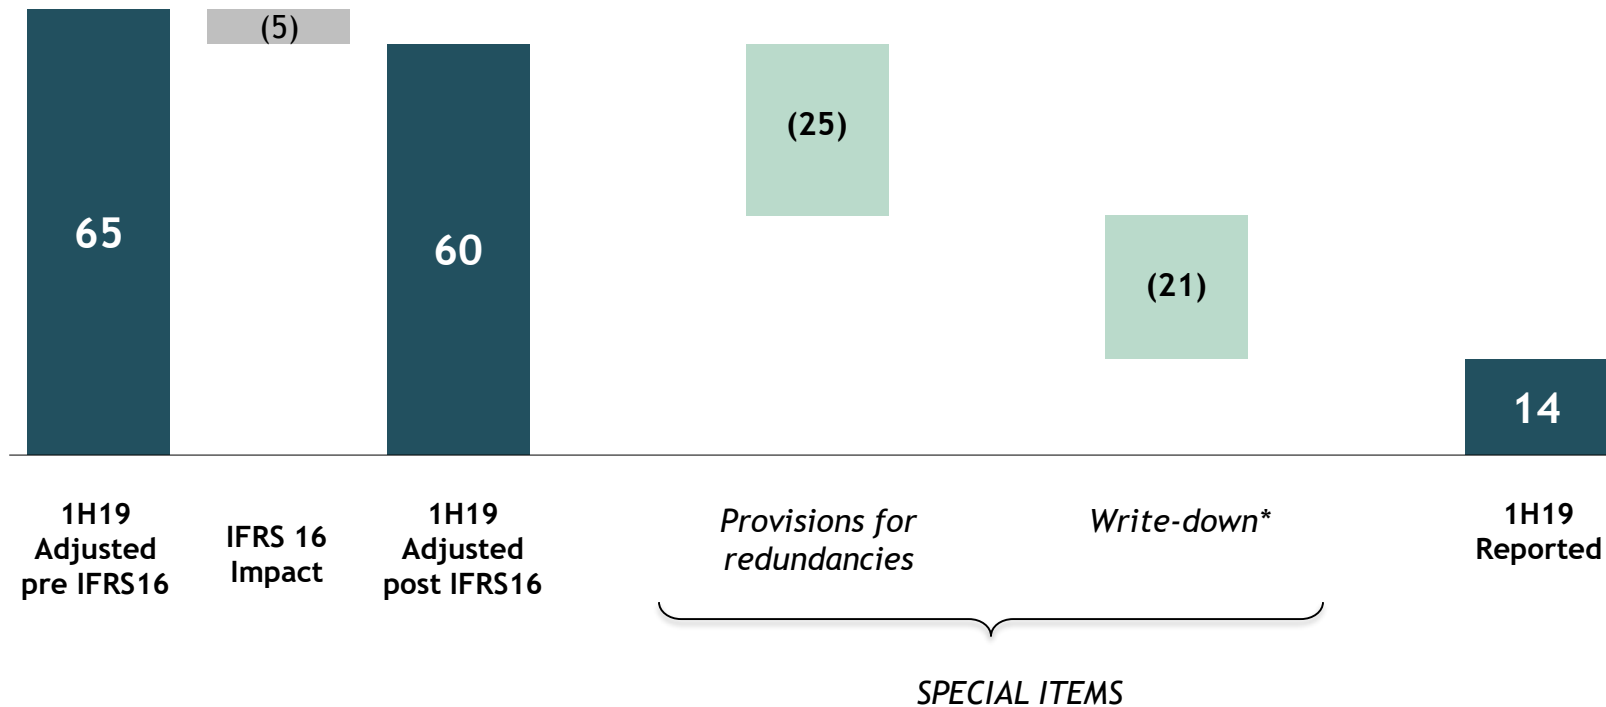 (5)
65
60
(25)
(21)
14
1H19
Adjusted
pre IFRS16
IFRS 16
Impact
1H19
Adjusted
post IFRS16
Provisions for
redundancies
Write-down*
1H19
Reported
SPECIAL ITEMS